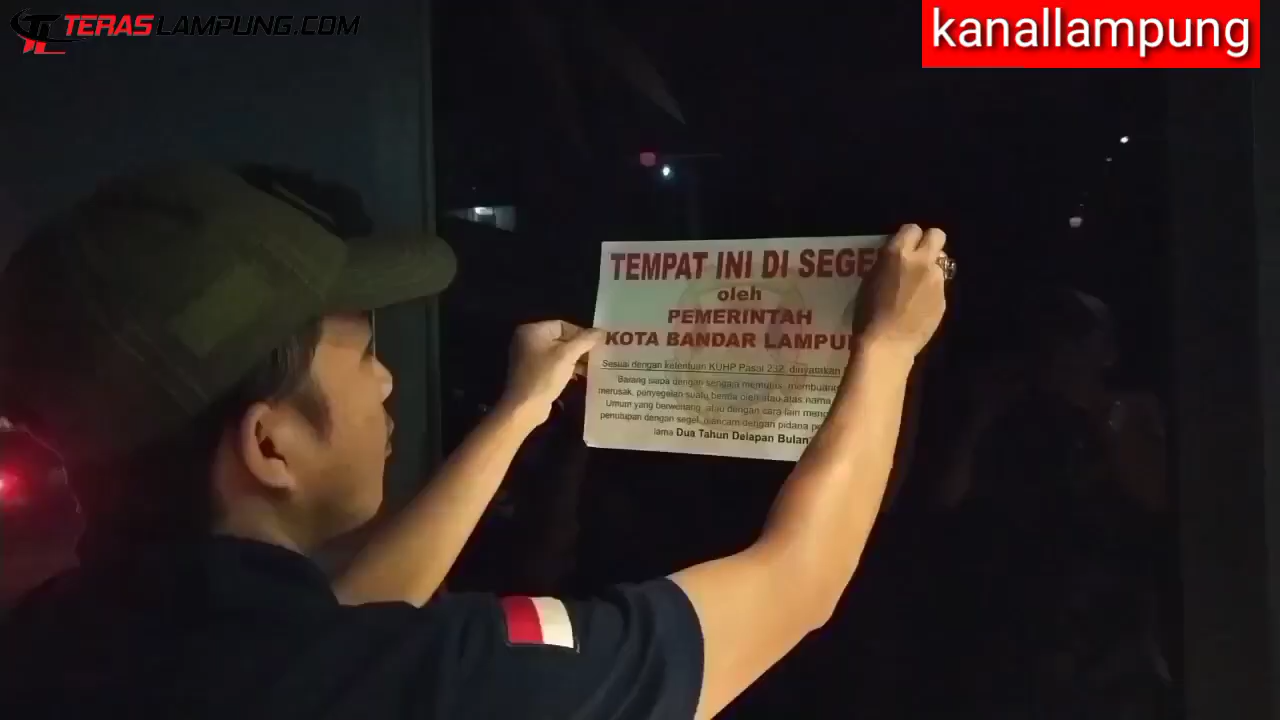 TERASLAMPUNG.COM
kanallampung
TEMPAT INI DI SEGE
oleh
PEMERINTAH
KOTA BANDAR LAMPU
Sesuai dengan ketentuan KUHP Pasal 232, dinyatakan
Barang siapa dengan sengaja memutus, membuang
merusak, penyegelan suatu benda oleh atau atas nama
Umum yang berwenang, atau dengan cara lain
penutupan dengan segel, diancam dengan pidana
lama Dua Tahun Delapan Bulan